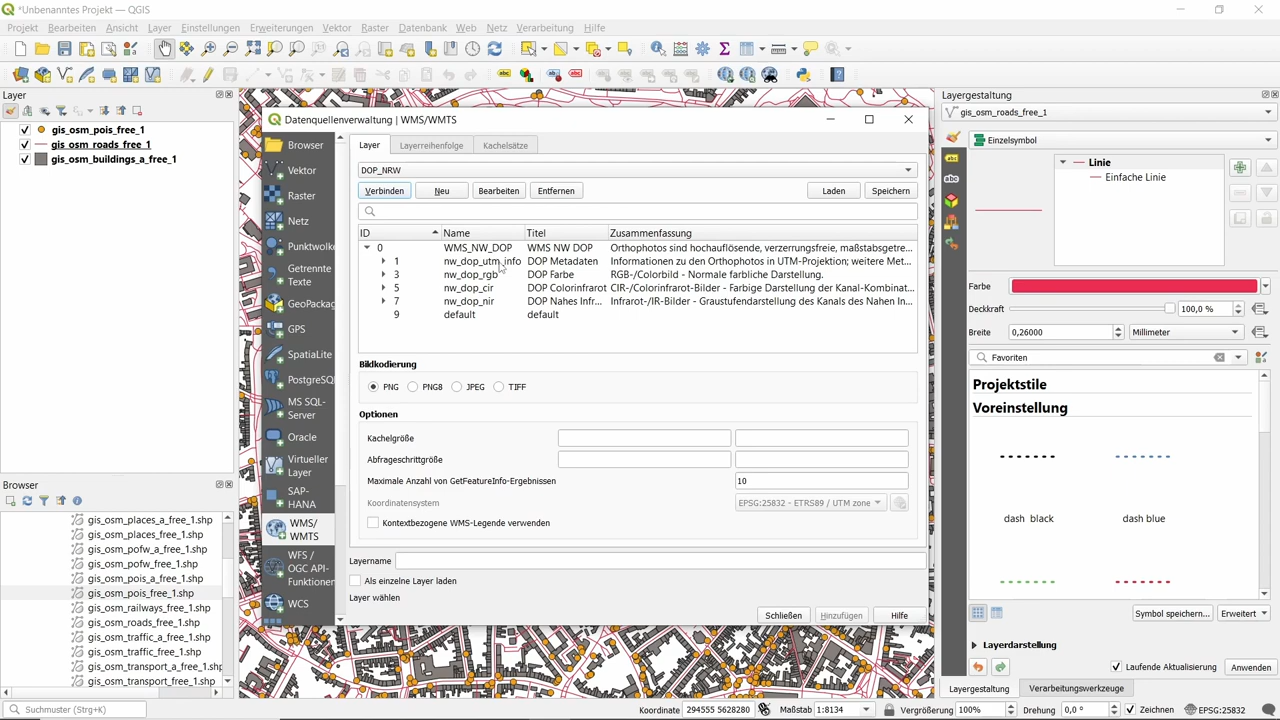 *Unbenanntes Projekt — QGIS
Projekt Bearbeiten Ansicht Layer Einstellungen Erweiterungen Vektor Raster Datenbank Web Netz Verarbeitung Hilfe
Layer
gis_osm_pois_free_1
gis_osm_roads_free_1
gis_osm_buildings_a_free_1
Browser
gis_osm_places_a_free_1.shp
gis_osm_places_free_1.shp
gis_osm_pofw_a_free_1.shp
gis_osm_pofw_free_1.shp
gis_osm_pois_a_free_1.shp
gis_osm_pois_free_1.shp
gis_osm_railways_free_1.shp
gis_osm_roads_free_1.shp
gis_osm_traffic_a_free_1.shp
gis_osm_traffic_free_1.shp
gis_osm_transport_a_free_1.shp
gis_osm_transport_free_1.shp
Datenquellenverwaltung | WMS/WMTS
Browser
Vektor
Raster
Netz
Punktwolke
Getrennte
Texte
GeoPackag
GPS
SpatiaLite
PostgreSQL
MS SQL-
Server
Oracle
Virtueller
Layer
SAP-
HANA
WMS/
WMTS
WFS /
OGC API-
Funktionen
WCS
Layer Layerreihenfolge Kachelsätze
DOP_NRW
Verbinden Neu Bearbeiten Entfernen Laden Speichern
ID Name Titel Zusammenfassung
0 WMS_NW_DOP WMS NW DOP Orthophotos sind hochauflösende, verzerrungsfreie, maßstabsgetre...
1 nw_dop_utm_info DOP Metadaten Informationen zu den Orthophotos in UTM-Projektion; weitere Met...
3 nw_dop_rgb DOP Farbe RGB-/Colorbild - Normale farbliche Darstellung.
5 nw_dop_cir DOP Colorinfrarot CIR-/Colorinfrarot-Bilder - Farbige Darstellung der Kanal-Kombinat...
7 nw_dop_nir DOP Nahes Infr... Infrarot-/IR-Bilder - Graustufendarstellung des Kanals des Nahen In...
9 default default
Bildkodierung
PNG PNG8 JPEG TIFF
Optionen
Kachelgröße
Abfrageschrittgröße
Maximale Anzahl von GetFeatureInfo-Ergebnissen 10
Koordinatensystem EPSG:25832 - ETRS89 / UTM zone
Kontextbezogene WMS-Legende verwenden
Layername
Als einzelne Layer laden
Layer wählen
Schließen Hinzufügen Hilfe
Layergestaltung
gis_osm_roads_free_1
Einzelsymbol
Linie
Einfache Linie
Farbe
Deckkraft 100,0 %
Breite 0,26000 Millimeter
Favoriten
Projektstile
Voreinstellung
dash black dash blue
Symbol speichern... Erweitert
Layerdarstellung
Laufende Aktualisierung Anwenden
Layergestaltung Verarbeitungswerkzeuge
Suchmuster (Strg+K) Koordinate 294555 5628280 Maßstab 1:8134 Vergrößerung 100% Drehung 0,0 ° Zeichnen EPSG:25832